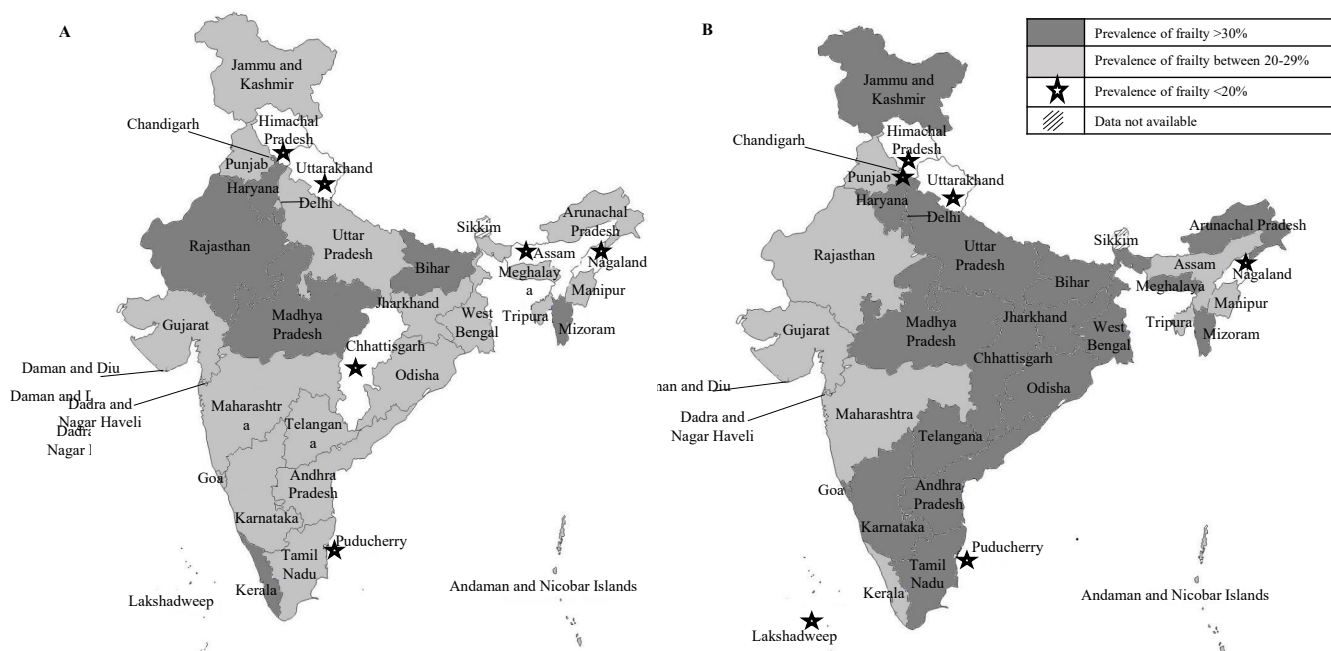 A
Jammu and
Kashmir
Chandigarh
Himachal
Pradesh
Punjab
Uttarakhand
Haryana
Delhi
Rajasthan
Uttar
Pradesh
Bihar
Sikkim
Arunachal
Pradesh
Assam
Nagaland
Meghalay
a
Manipur
Tripura
Mizoram
Jharkhand
West
Bengal
Madhya
Pradesh
Gujarat
Chhattisgarh
Odisha
Daman and Diu
Daman and
Dadra and
Nagar Haveli
Dadra
Nagar
Maharashtr
a
Telangan
a
Goa
Andhra
Pradesh
Karnataka
Puducherry
Tamil
Nadu
Kerala
Lakshadweep
Andaman and Nicobar Islands
B
Jammu and
Kashmir
Chandigarh
Himachal
Pradesh
Punjab
Uttarakhand
Haryana
Delhi
Rajasthan
Uttar
Pradesh
Bihar
Sikkim
Arunachal Pradesh
Assam
Nagaland
Meghalaya
Manipur
Tripura
Mizoram
Jharkhand
West
Bengal
Madhya
Pradesh
Gujarat
Chhattisgarh
Odisha
and Diu
Dadra and
Nagar Haveli
Maharashtra
Telangana
Goa
Andhra
Pradesh
Karnataka
Puducherry
Tamil
Nadu
Kerala
Lakshadweep
Andaman and Nicobar Islands
Prevalence of frailty >30%
Prevalence of frailty between 20-29%
Prevalence of frailty <20%
Data not available